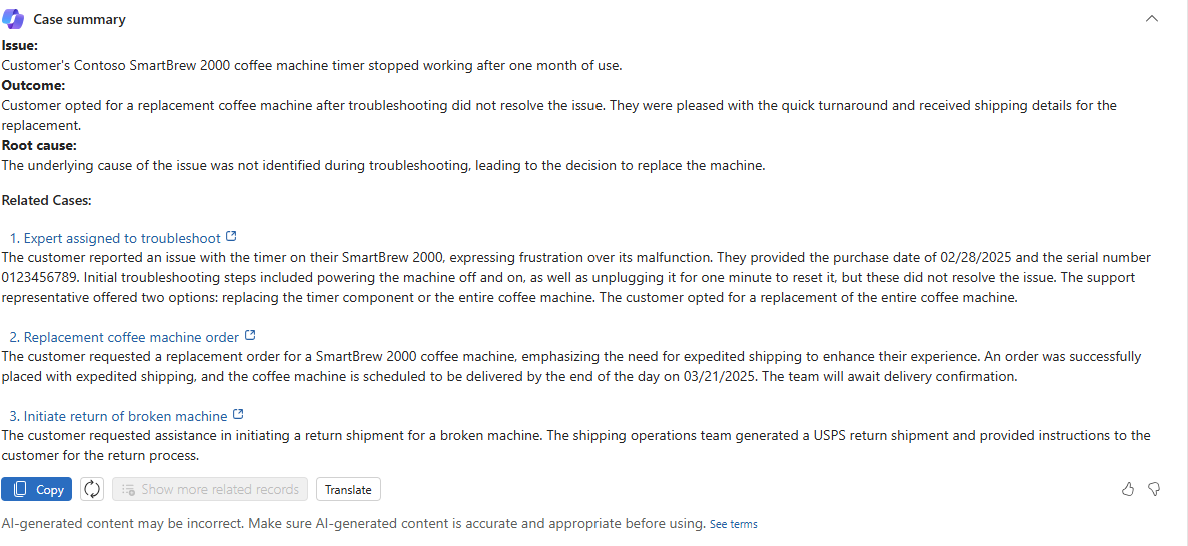 Case summary
Issue:
Customer's Contoso SmartBrew 2000 coffee machine timer stopped working after one month of use.
Outcome:
Customer opted for a replacement coffee machine after troubleshooting did not resolve the issue. They were pleased with the quick turnaround and received shipping details for the
replacement.
Root cause:
The underlying cause of the issue was not identified during troubleshooting, leading to the decision to replace the machine.
Related Cases:
1. Expert assigned to troubleshoot
The customer reported an issue with the timer on their SmartBrew 2000, expressing frustration over its malfunction. They provided the purchase date of 02/28/2025 and the serial number
0123456789. Initial troubleshooting steps included powering the machine off and on, as well as unplugging it for one minute to reset it, but these did not resolve the issue. The support
representative offered two options: replacing the timer component or the entire coffee machine. The customer opted for a replacement of the entire coffee machine.
2. Replacement coffee machine order
The customer requested a replacement order for a SmartBrew 2000 coffee machine, emphasizing the need for expedited shipping to enhance their experience. An order was successfully
placed with expedited shipping, and the coffee machine is scheduled to be delivered by the end of the day on 03/21/2025. The team will await delivery confirmation.
3. Initiate return of broken machine
The customer requested assistance in initiating a return shipment for a broken machine. The shipping operations team generated a USPS return shipment and provided instructions to the
customer for the return process.
Copy Show more related records Translate
AI-generated content may be incorrect. Make sure AI-generated content is accurate and appropriate before using. See terms